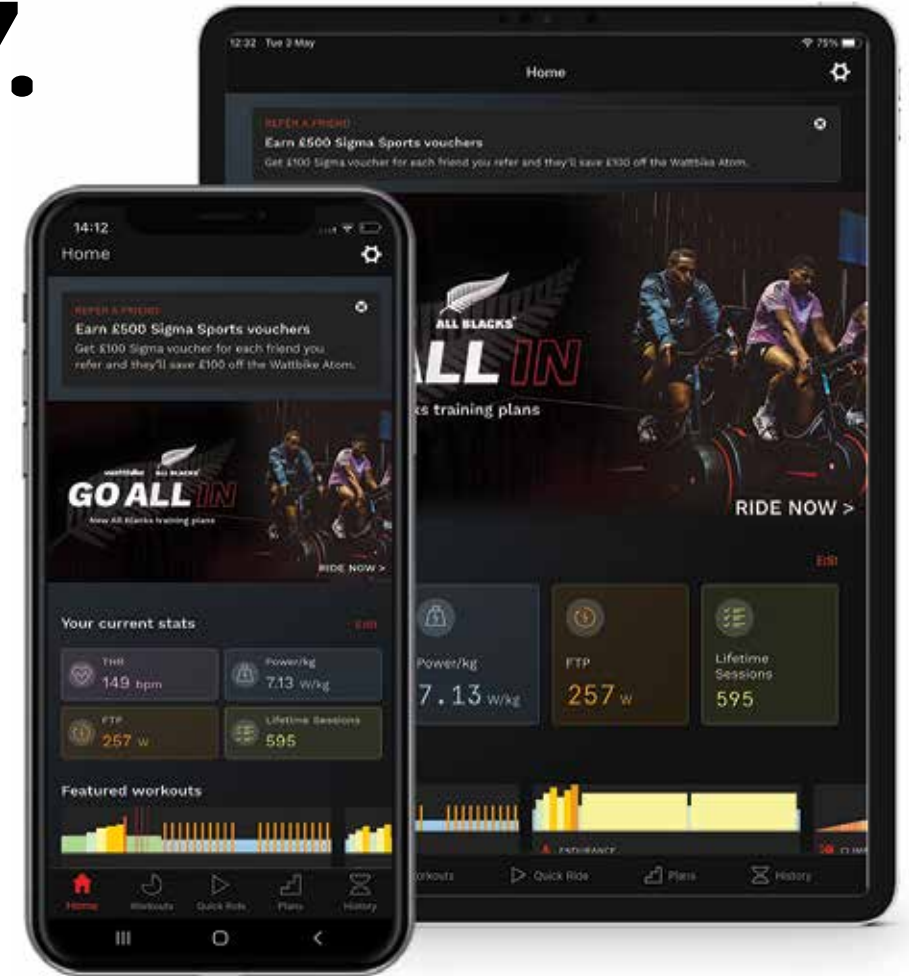 7.
12:32 Tue 3 May
75%
Home
REFER A FRIEND
Earn £500 Sigma Sports vouchers
Get £100 Sigma voucher for each friend you refer and they'll save £100 off the Wattbike Atom.
ALL BLACKS
ALL IN
ks training plans
RIDE NOW >
Edit
Power/kg
7.13 W/kg
FTP
257 W
Lifetime
Sessions
595
ENDURANCE
CLIMB
orkouts
Quick Ride
Plans
History
14:12
Home
REFER A FRIEND
Earn £500 Sigma Sports vouchers
Get £100 Sigma voucher for each friend you
refer and they'll save £100 off the Wattbike Atom.
wattbike ALL BLACKS
GO ALL IN
New All Blacks training plans
RIDE NOW >
Your current stats
Edit
THR
149 bpm
Power/kg
7.13 W/kg
FTP
257 W
Lifetime Sessions
595
Featured workouts
Home
Workouts
Quick Ride
Plans
History